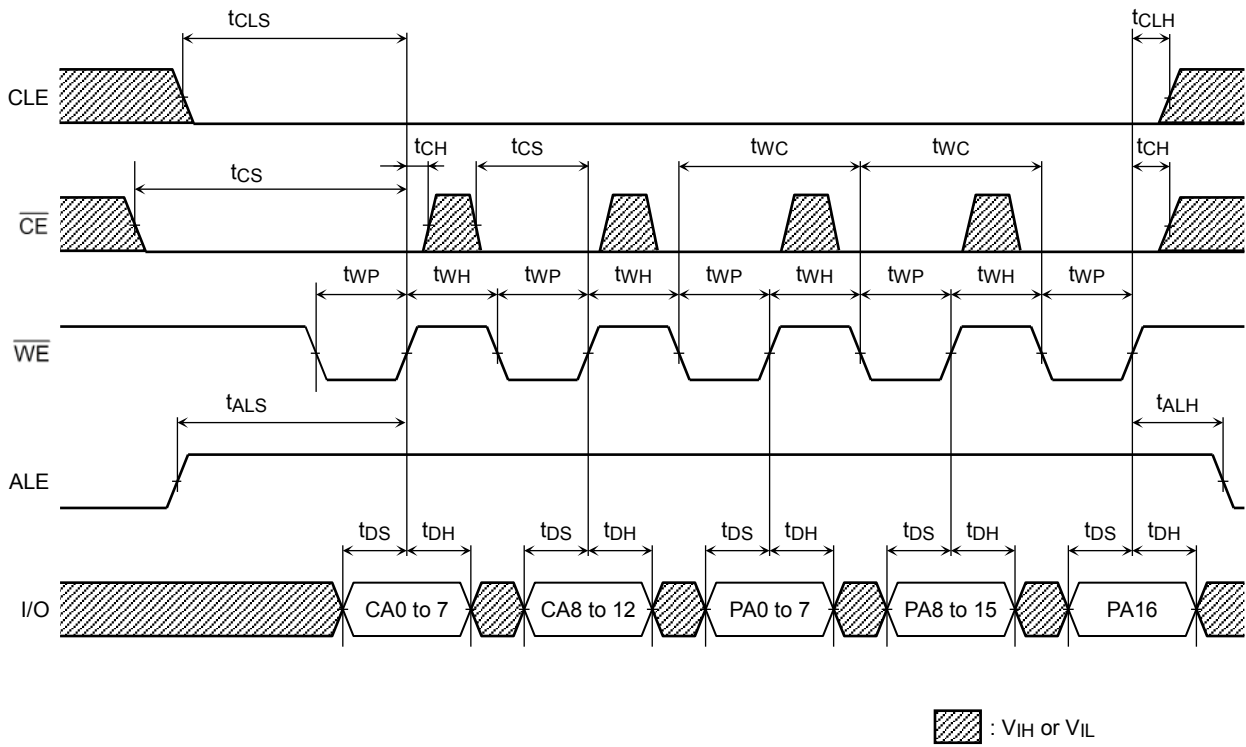 tCLS tCLH
CLE
tCH tCS tWC tWC tCH
tCS
CE
tWP tWH tWP tWH tWP tWH tWP tWH tWP
WE
tALS tALH
ALE
tDS tDH tDS tDH tDS tDH tDS tDH tDS tDH
I/O CA0 to 7 CA8 to 12 PA0 to 7 PA8 to 15 PA16
: VIH or VIL